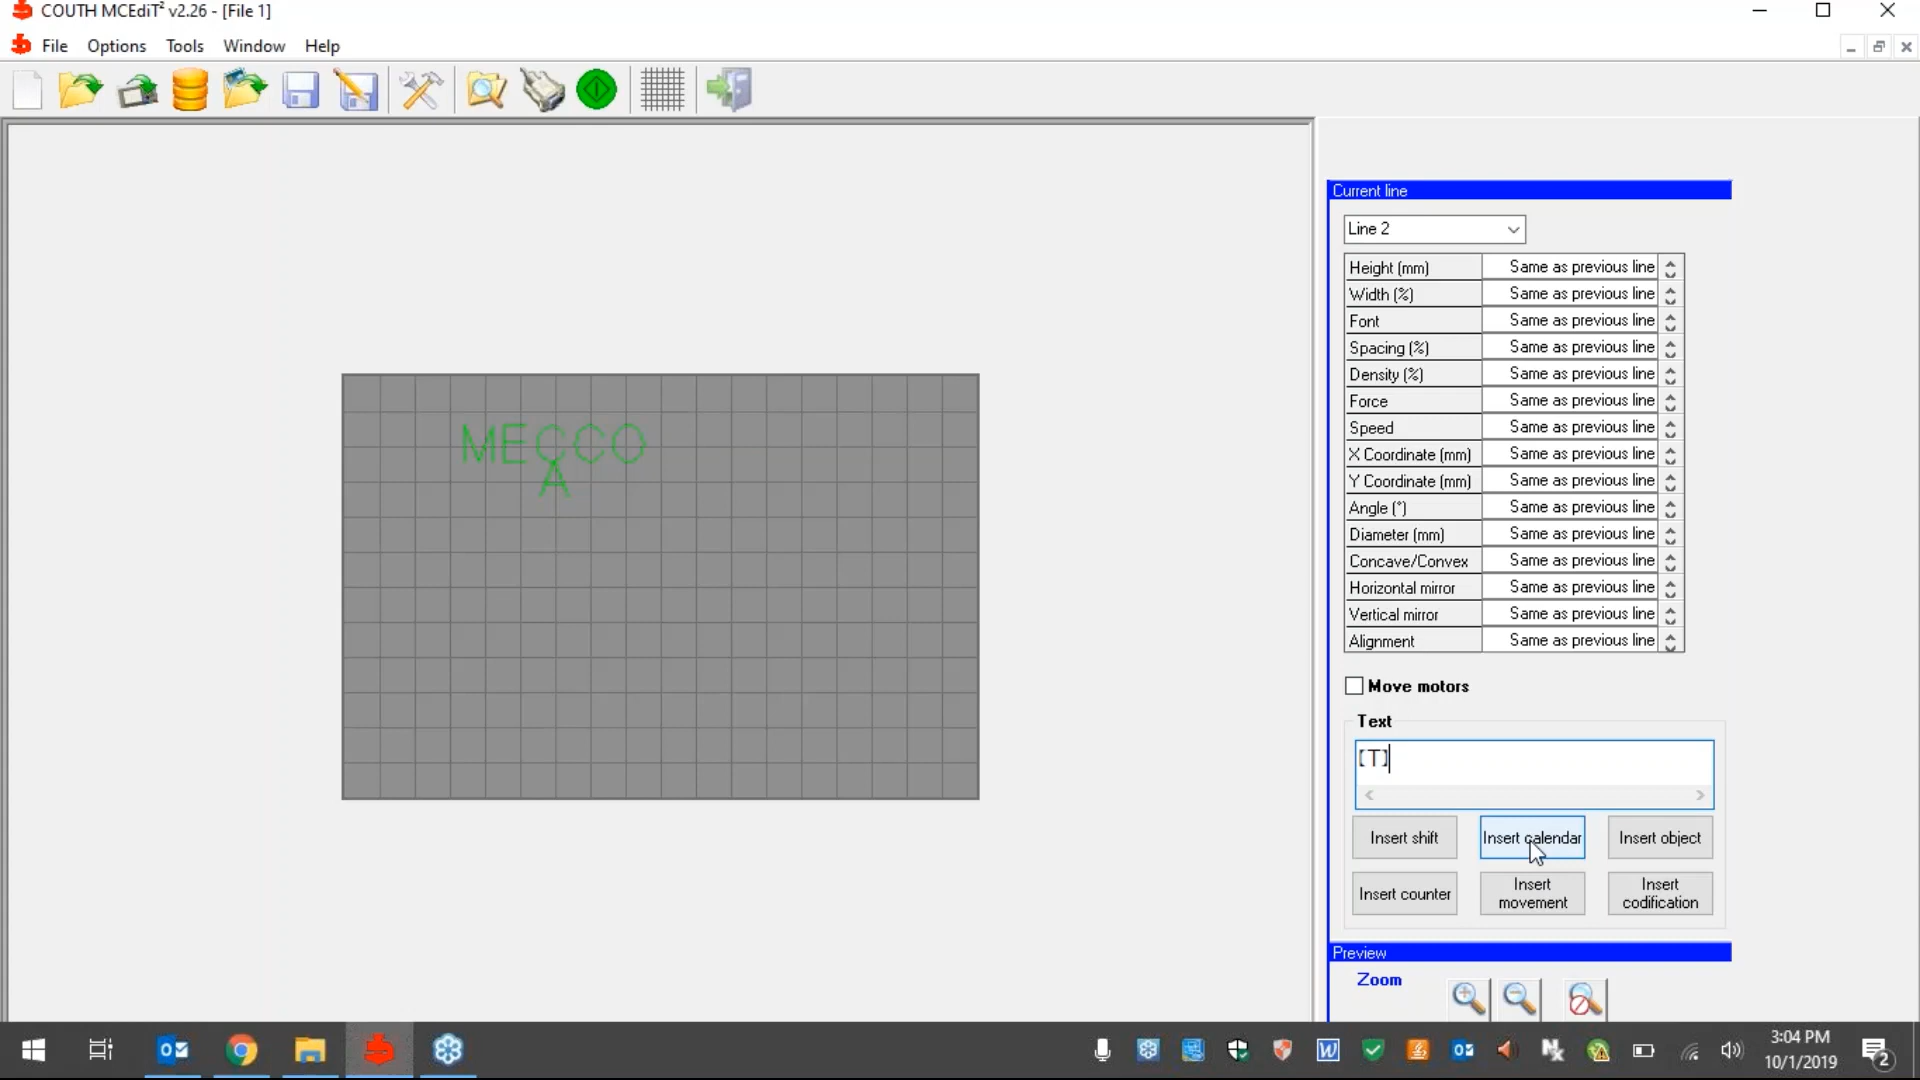 COUTH MCEdiT² v2.26 - [File 1]
File Options Tools Window Help
MECCO
A
Current line
Line 2
Height (mm) Same as previous line
Width (%) Same as previous line
Font Same as previous line
Spacing (%) Same as previous line
Density (%) Same as previous line
Force Same as previous line
Speed Same as previous line
X Coordinate (mm) Same as previous line
Y Coordinate (mm) Same as previous line
Angle (°) Same as previous line
Diameter (mm) Same as previous line
Concave/Convex Same as previous line
Horizontal mirror Same as previous line
Vertical mirror Same as previous line
Alignment Same as previous line
Move motors
Text
[T]
Insert shift Insert calendar Insert object
Insert counter Insert movement Insert codification
Preview
Zoom
3:04 PM
10/1/2019
2